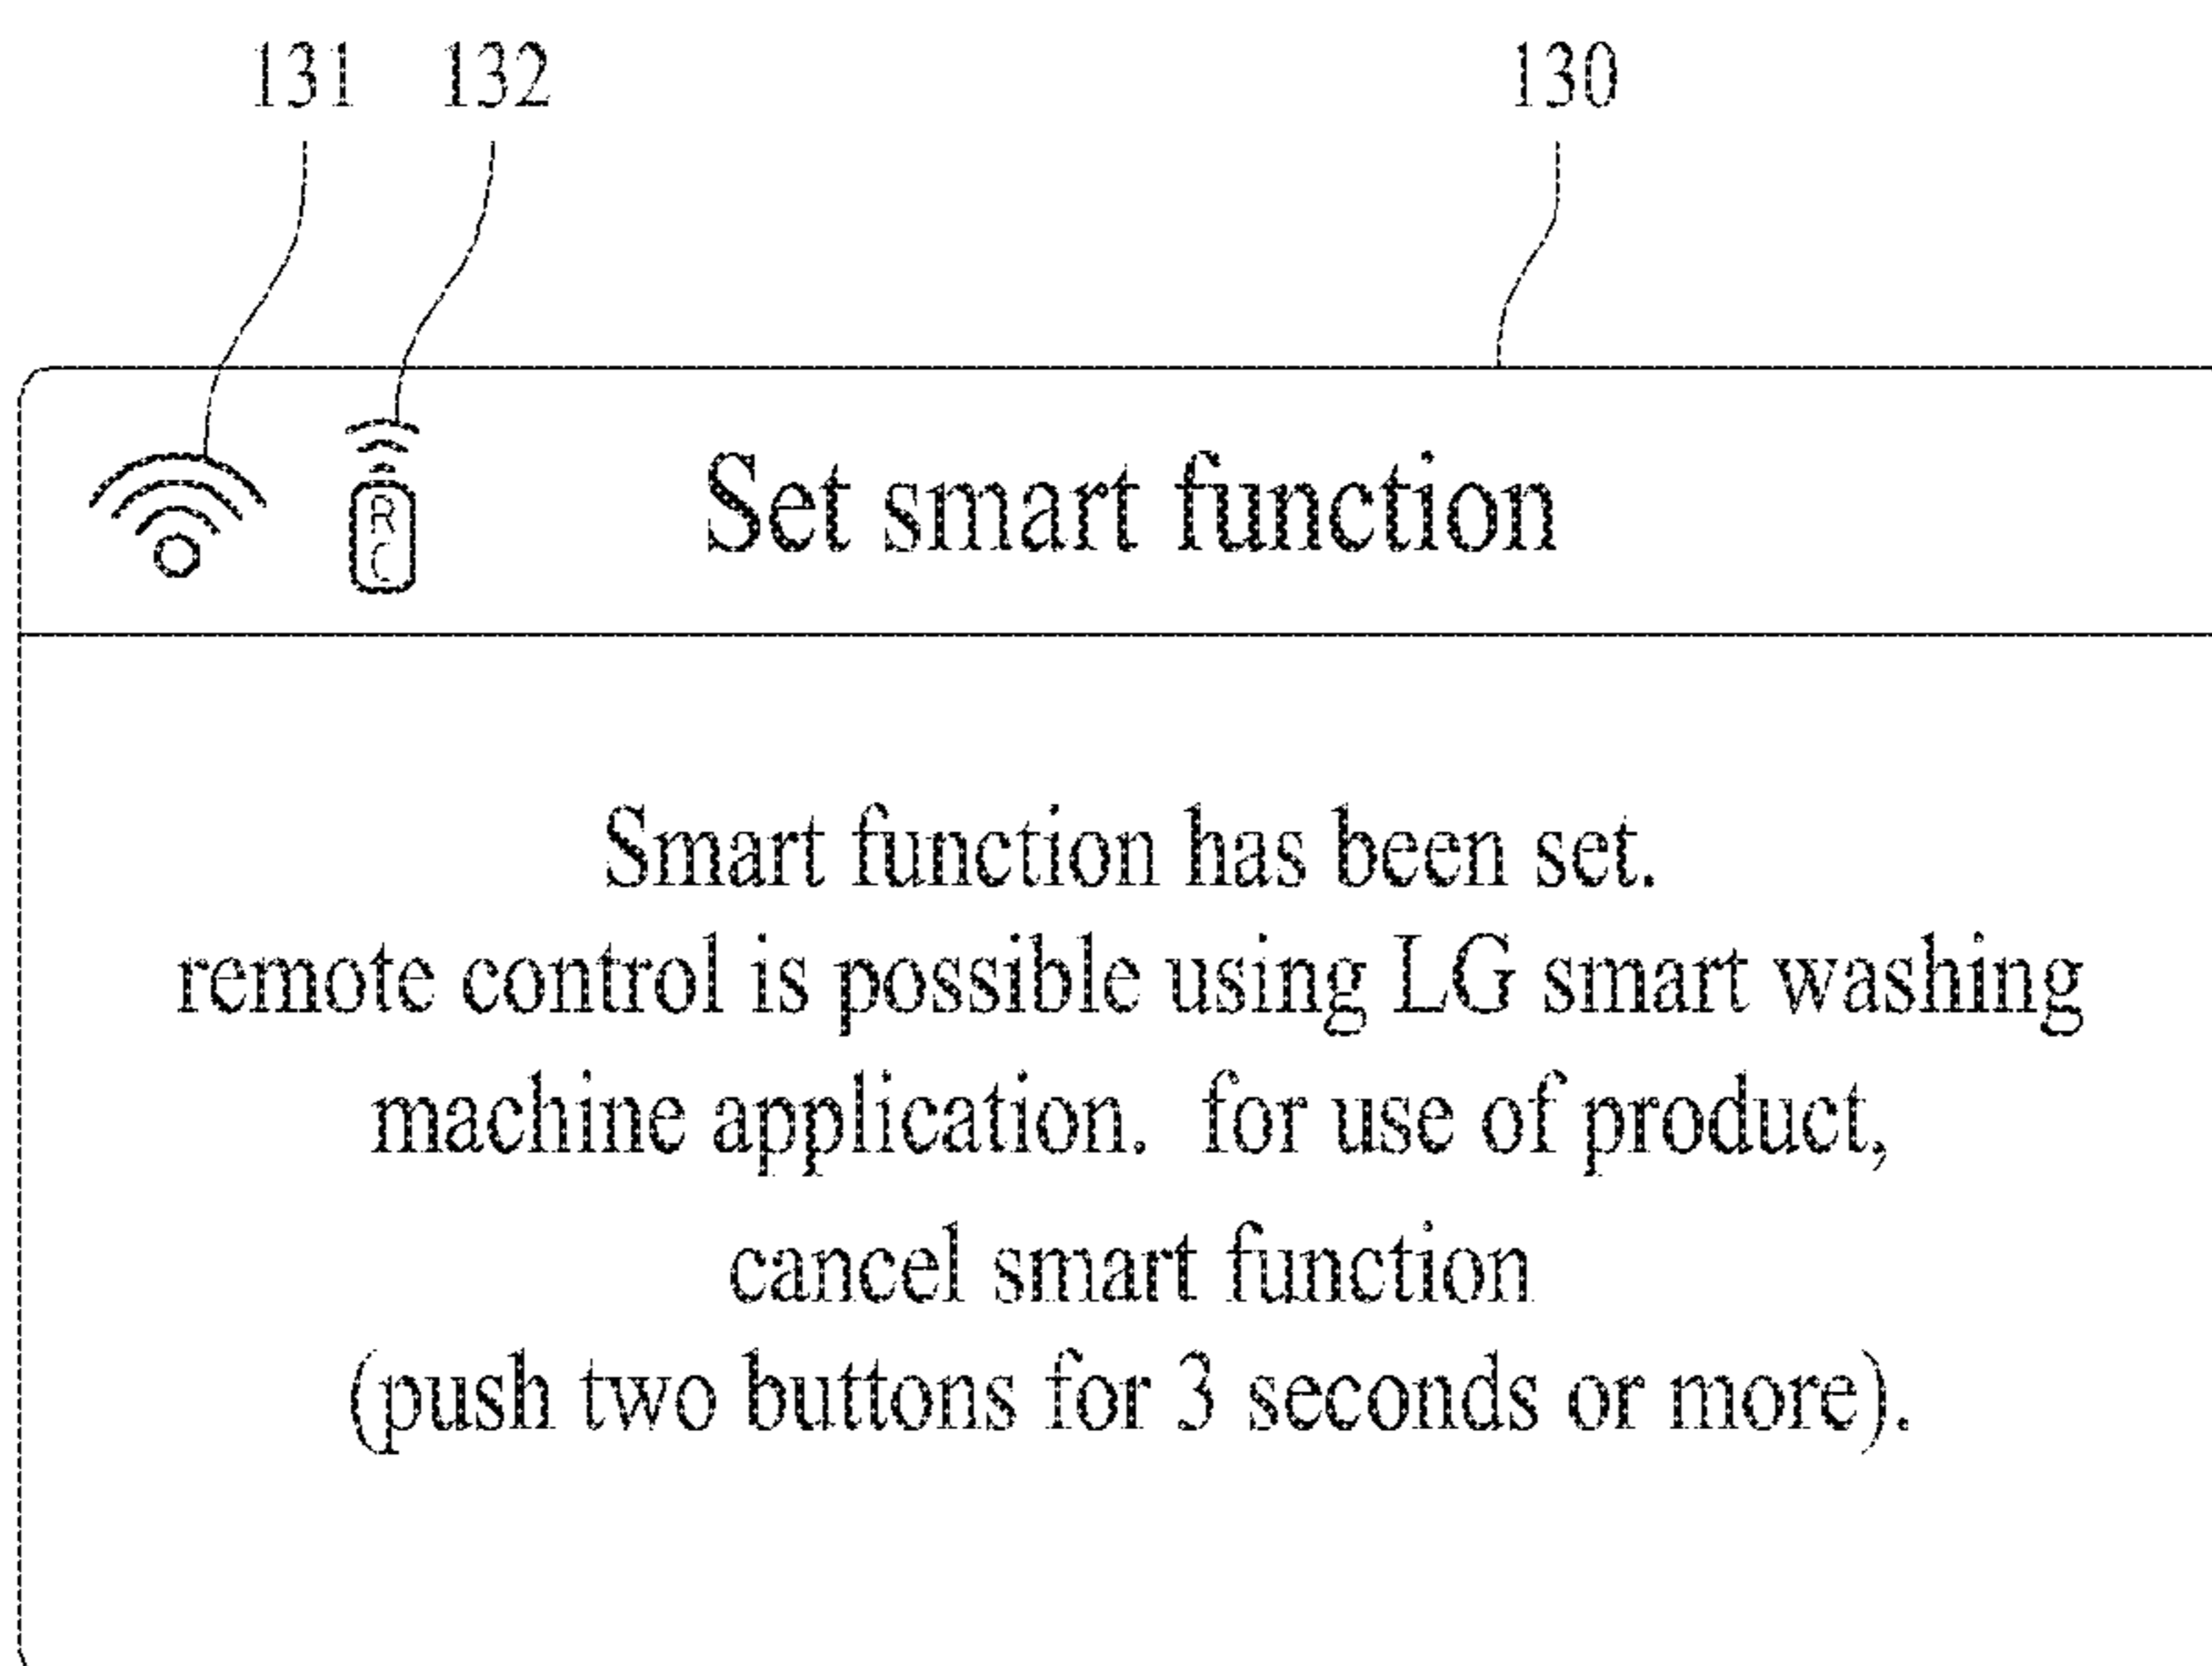 131 132 130
RC Set smart function
Smart function has been set.
remote control is possible using LG smart washing
machine application. for use of product,
cancel smart function
(push two buttons for 3 seconds or more).